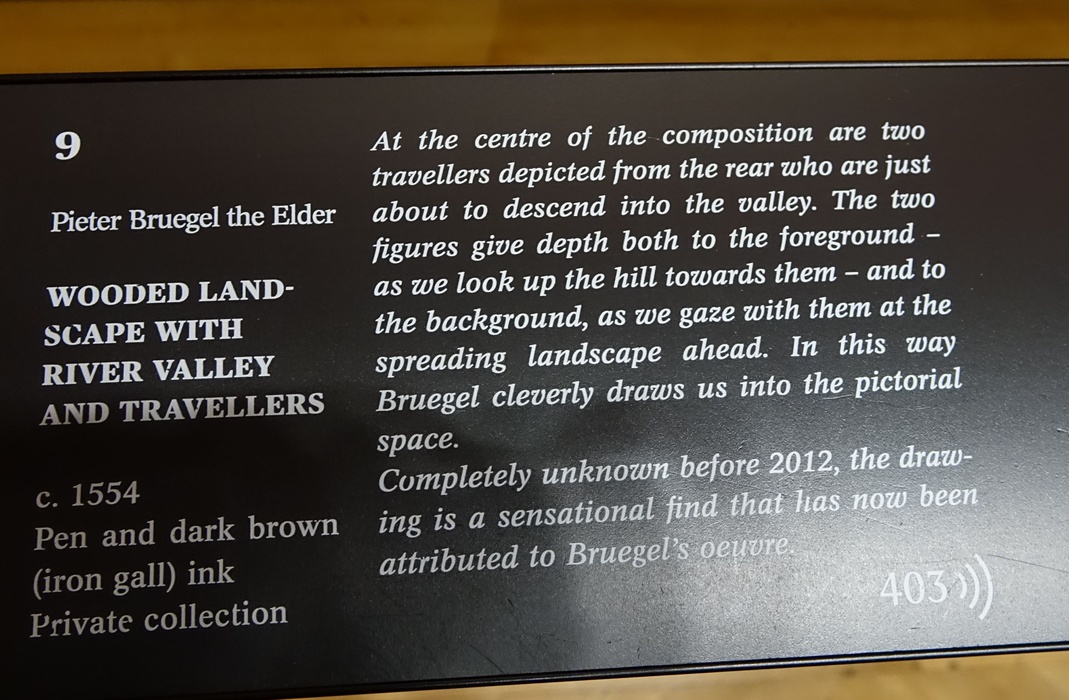 9
Pieter Bruegel the Elder
WOODED LAND-
SCAPE WITH
RIVER VALLEY
AND TRAVELLERS
c. 1554
Pen and dark brown
(iron gall) ink
Private collection
At the centre of the composition are two
travellers depicted from the rear who are just
about to descend into the valley. The two
figures give depth both to the foreground –
as we look up the hill towards them – and to
the background, as we gaze with them at the
spreading landscape ahead. In this way
Bruegel cleverly draws us into the pictorial
space.
Completely unknown before 2012, the draw-
ing is a sensational find that has now been
attributed to Bruegel's oeuvre.
403